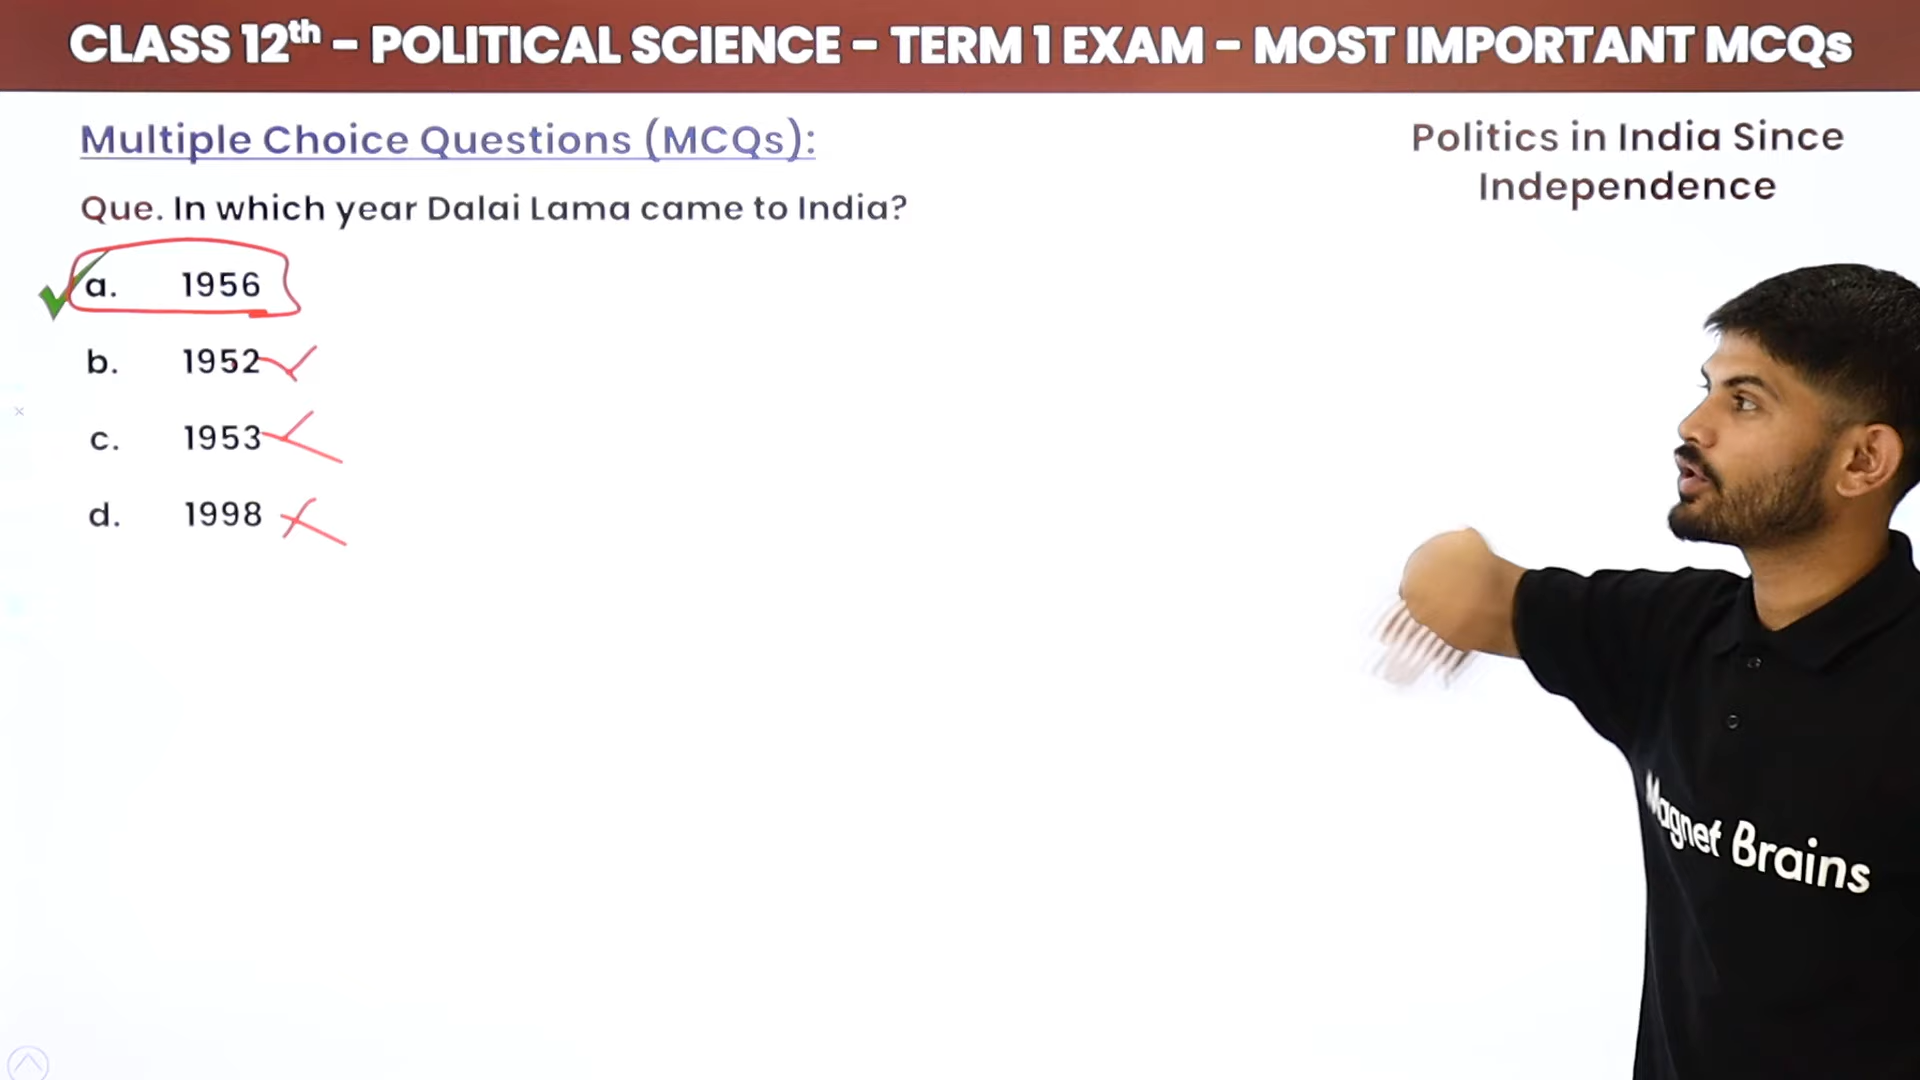 CLASS 12th - POLITICAL SCIENCE - TERM 1 EXAM - MOST IMPORTANT MCQs
Multiple Choice Questions (MCQs):
Politics in India Since
Independence
Que. In which year Dalai Lama came to India?
a. 1956
b. 1952
c. 1953
d. 1998
Magnet Brains